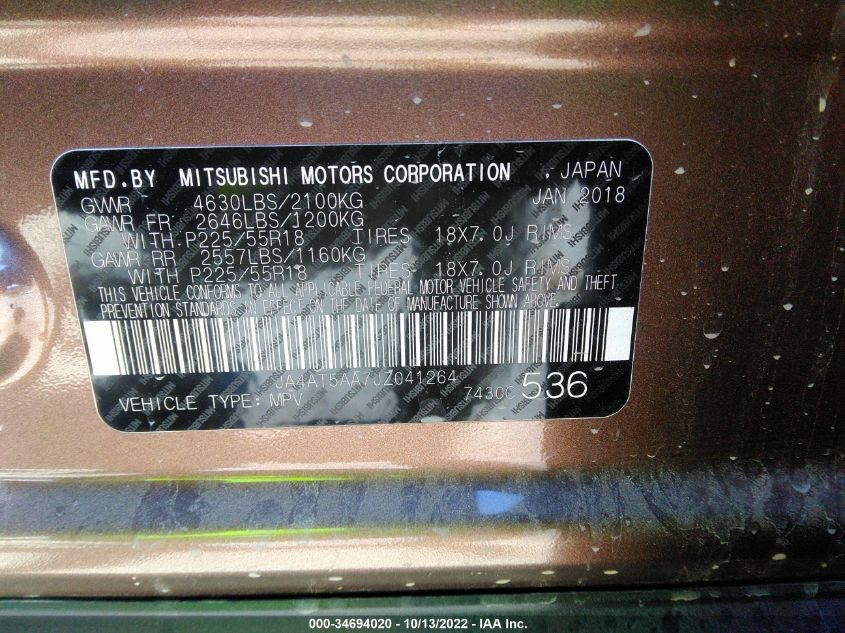 MFD.BY MITSUBISHI MOTORS CORPORATION , JAPAN
GVWR 4630LBS/2100KG JAN 2018
GAWR FR 2646LBS/1200KG
WITH P225/55R18 TIRES 18X7.0J RIMS
GAWR RR 2557LBS/1160KG
WITH P225/55R18 TIRES 18X7.0J RIMS
THIS VEHICLE CONFORMS TO ALL APPLICABLE FEDERAL MOTOR VEHICLE SAFETY AND THEFT
PREVENTION STANDARDS IN EFFECT ON THE DATE OF MANUFACTURE SHOWN ABOVE.
JA4AT5AA7JZ041264
VEHICLE TYPE: MPV 536
000-34694020 - 10/13/2022 - IAA Inc.